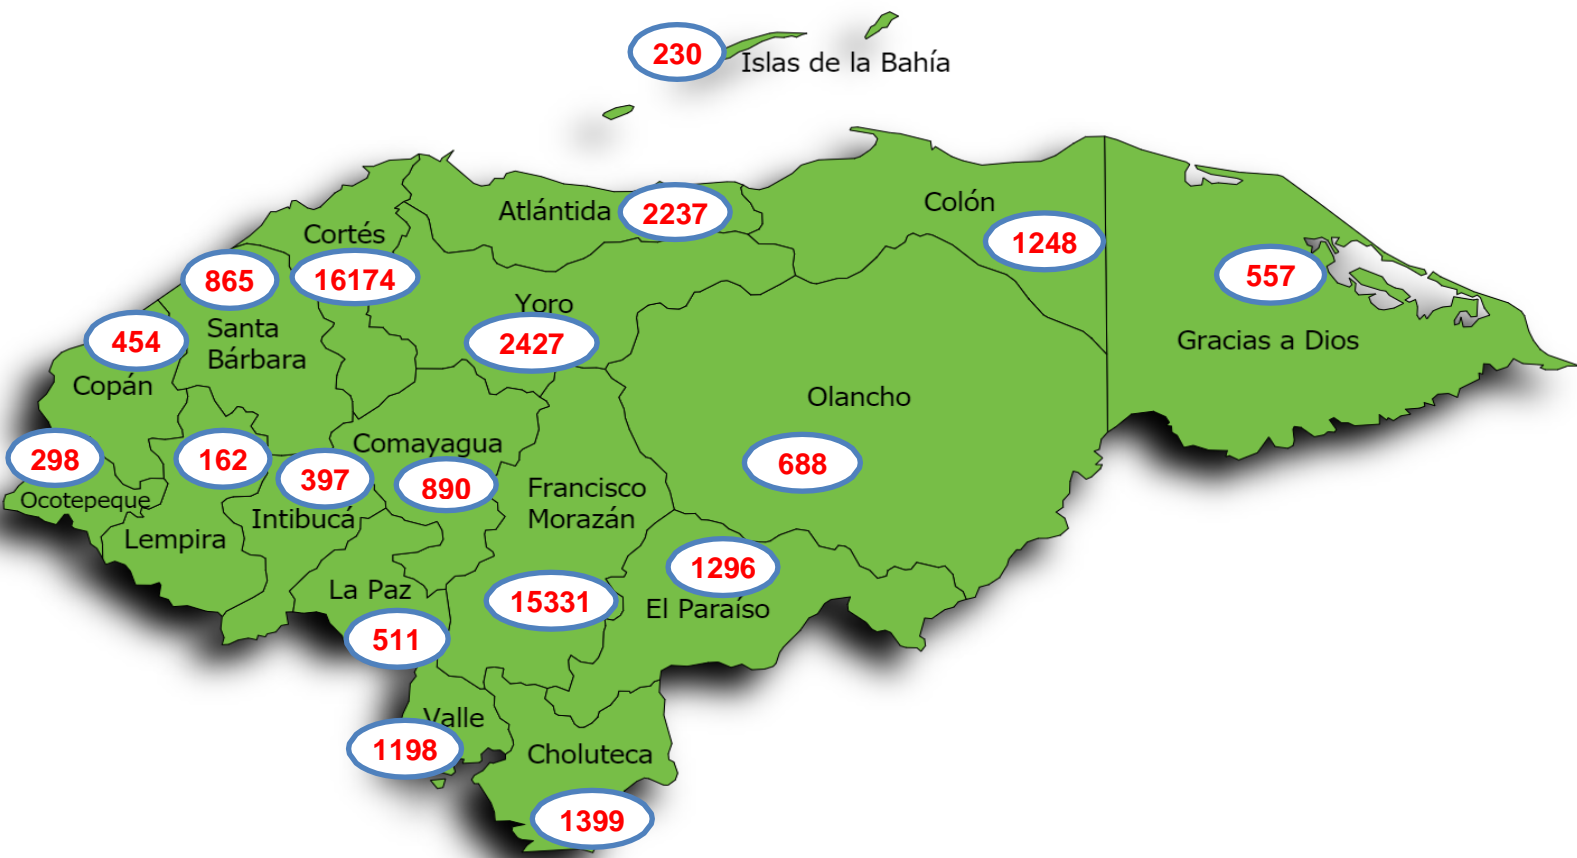 230
Islas de la Bahía
Atlántida
2237
Colón
1248
Cortés
16174
865
Santa
Bárbara
557
Gracias a Dios
Yoro
2427
454
Copán
Olancho
688
298
Ocotepeque
162
Lempira
397
Intibucá
Comayagua
890
Francisco
Morazán
15331
1296
El Paraíso
La Paz
511
Valle
1198
Choluteca
1399